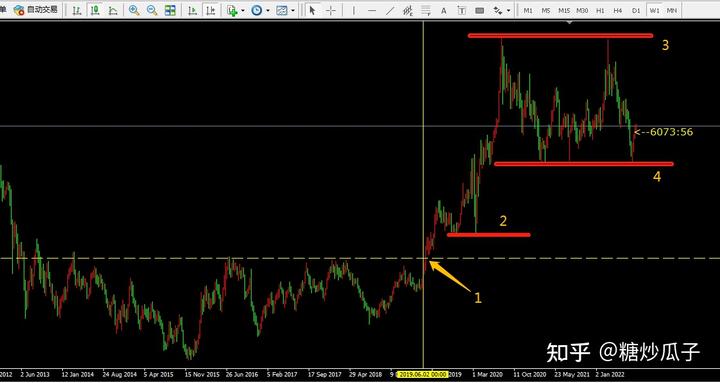 单 自动交易 M1 M5 M15 M30 H1 H4 D1 W1 MN
3
<--6073:56
4
2
1
知乎 @糖炒瓜子
2012 2 Jun 2013 12 Jan 2014 24 Aug 2014 5 Apr 2015 15 Nov 2015 26 Jun 2016 5 Feb 2017 17 Sep 2017 29 Apr 2018 9 2019.06.02 00:00 2019 1 Mar 2020 11 Oct 2020 23 May 2021 2 Jan 2022